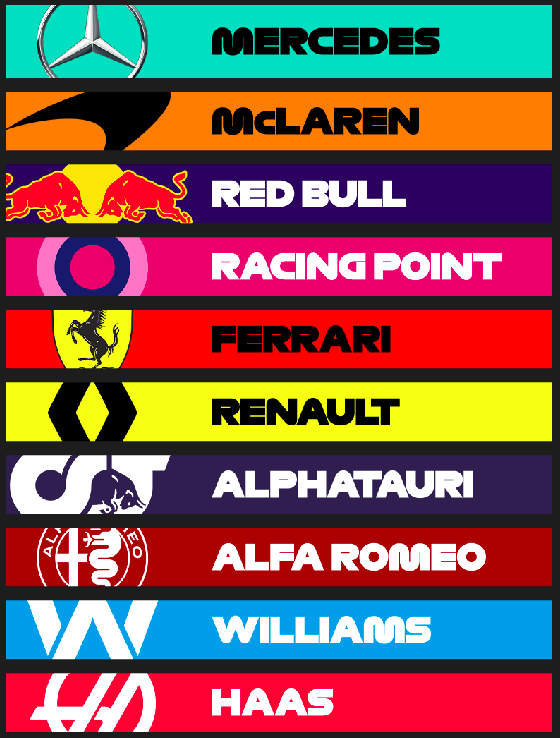 MERCEDES
McLAREN
RED BULL
RACING POINT
FERRARI
RENAULT
ALPHATAURI
ALFA ROMEO
WILLIAMS
HAAS